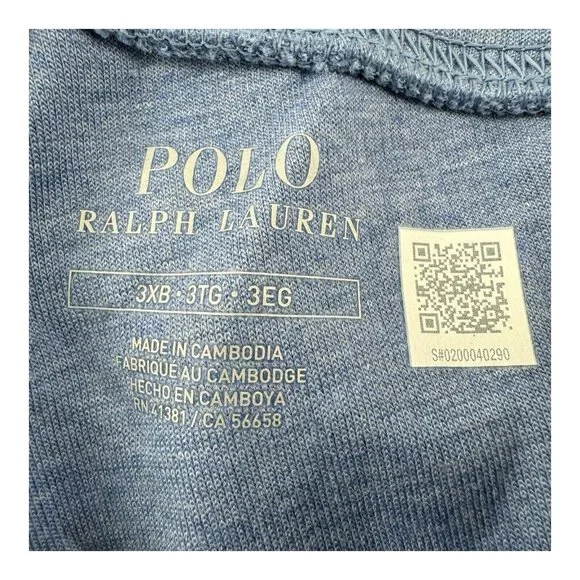 POLO
RALPH LAUREN
3XB • 3TG • 3EG
MADE IN CAMBODIA
FABRIQUE AU CAMBODGE
HECHO EN CAMBOYA
RN 41381 // CA 56658
S#0200040290